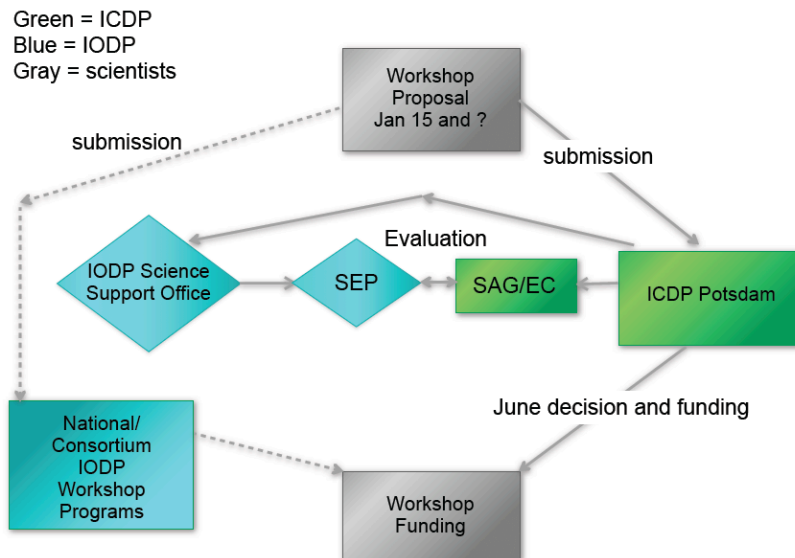 Green = ICDP
Blue = IODP
Gray = scientists
Workshop
Proposal
Jan 15 and ?
submission
submission
Evaluation
IODP Science
Support Office
SEP
SAG/EC
ICDP Potsdam
June decision and funding
National/
Consortium
IODP
Workshop
Programs
Workshop
Funding